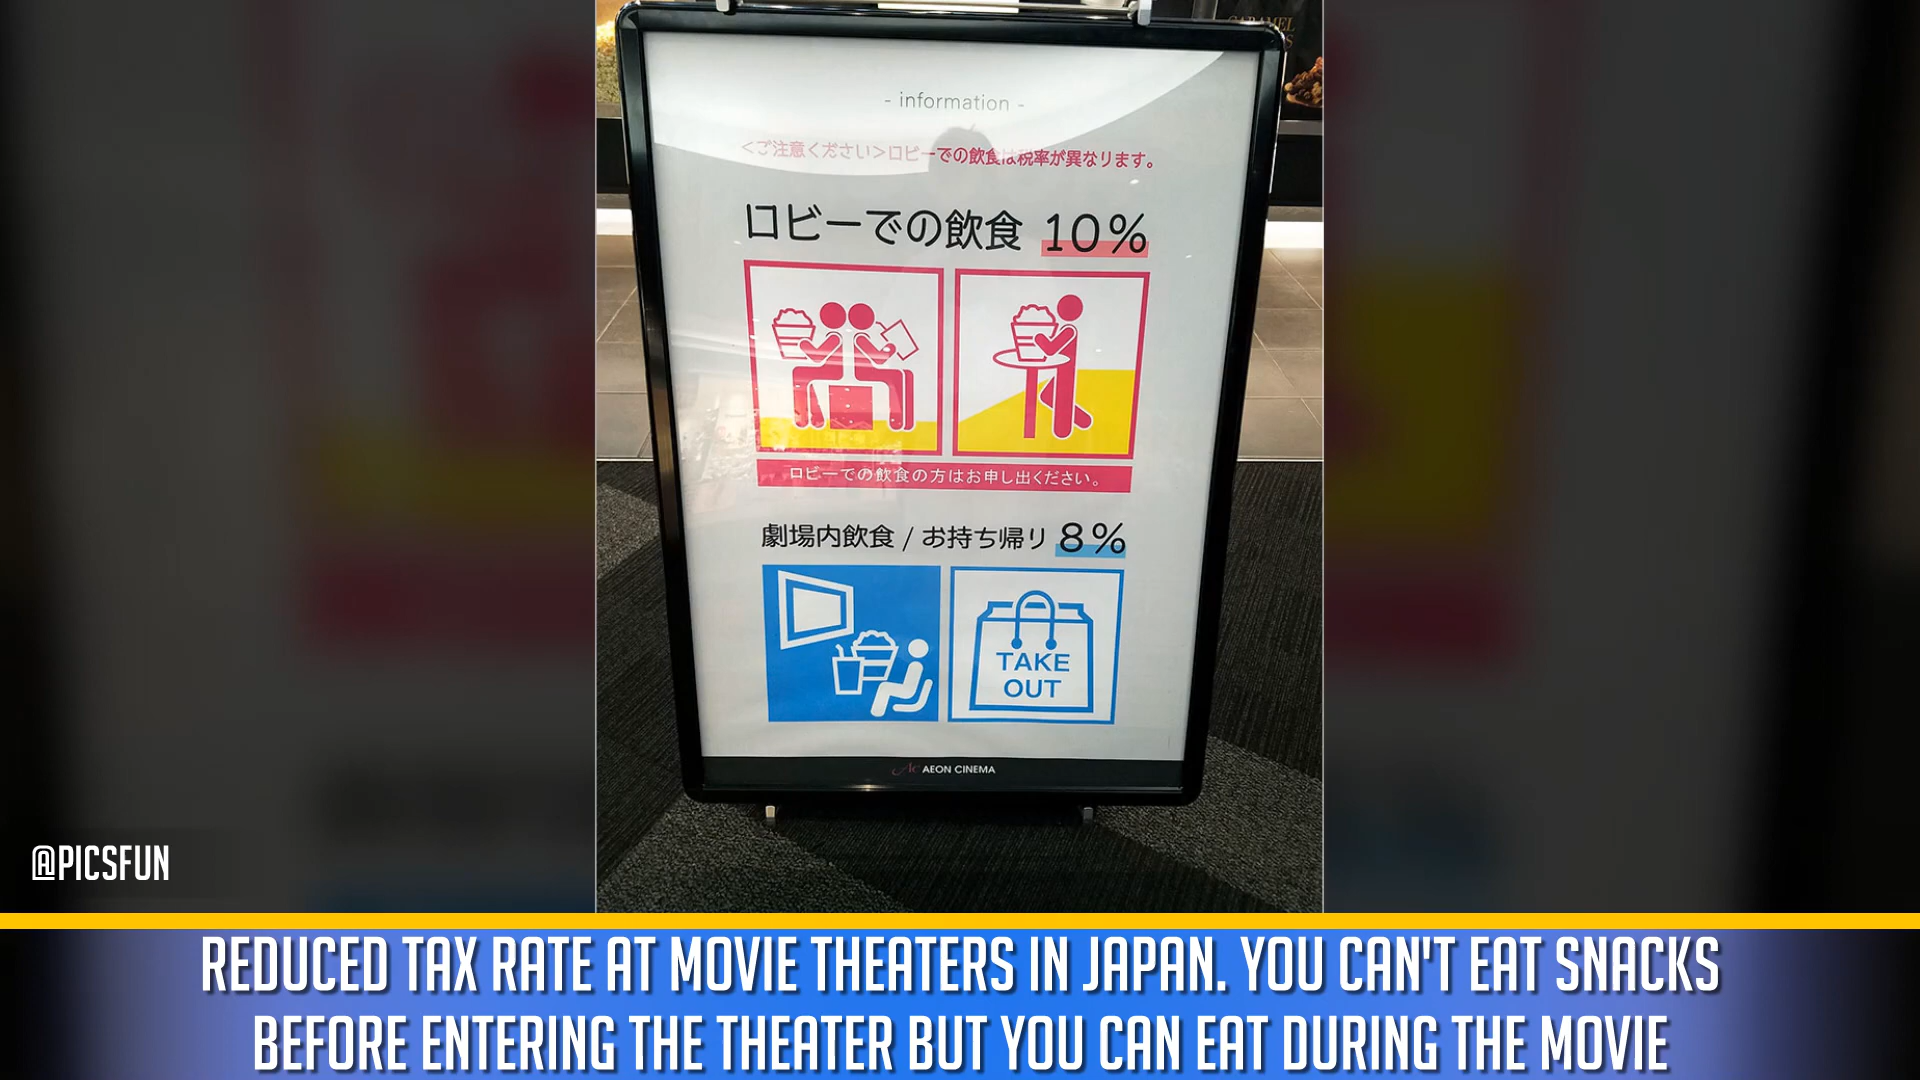 CARAMEL
- information -
<ご注意ください>ロビーでの飲食は税率が異なります。
ロビーでの飲食 10%
ロビーでの飲食の方はお申し出ください。
劇場内飲食 / お持ち帰り 8%
TAKE
OUT
Ac AEON CINEMA
@PICSFUN
REDUCED TAX RATE AT MOVIE THEATERS IN JAPAN. YOU CAN'T EAT SNACKS
BEFORE ENTERING THE THEATER BUT YOU CAN EAT DURING THE MOVIE